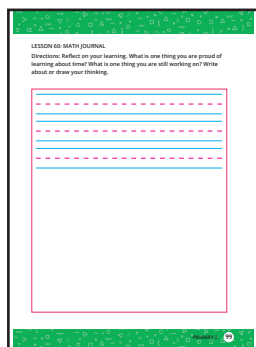 LESSON 60: MATH JOURNAL
Directions: Reflect on your learning. What is one thing you are proud of
learning about time? What is one thing you are still working on? Write
about or draw your thinking.
99